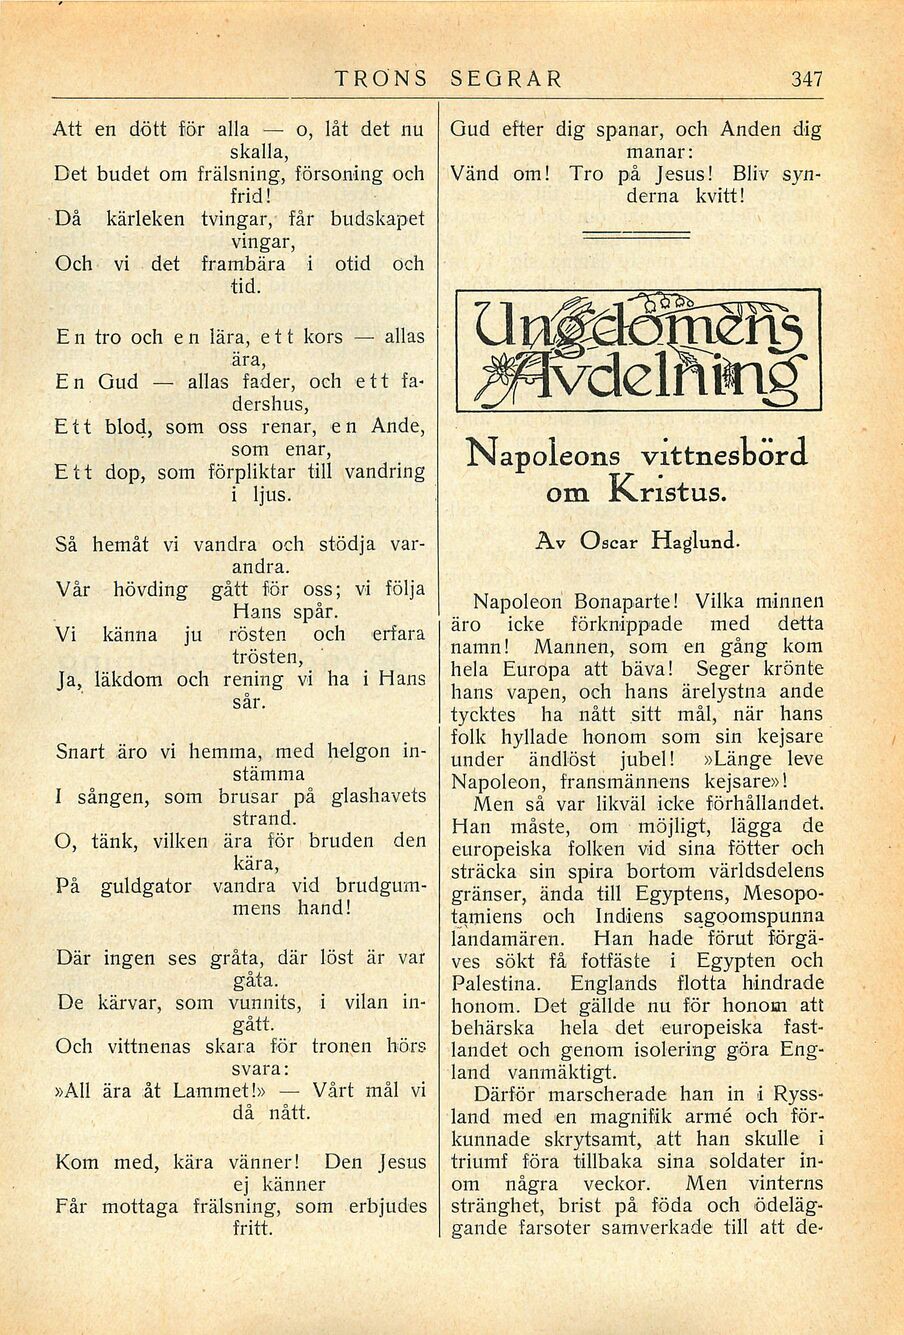 TRONS SEGRAR 347
Att en dött för alla — o, låt det nu
skalla,
Det budet om frälsning, försoning och
frid!
Då kärleken tvingar, får budskapet
vingar,
Och vi det frambära i otid och
tid.
En tro och en lära, ett kors — allas
ära,
En Gud — allas fader, och ett fa-
dershus,
Ett blod, som oss renar, en Ande,
som enar,
Ett dop, som förpliktar till vandring
i ljus.
Så hemåt vi vandra och stödja var-
andra.
Vår hövding gått för oss; vi följa
Hans spår.
Vi känna ju rösten och erfara
trösten,
Ja, läkdom och rening vi ha i Hans
sår.
Snart äro vi hemma, med helgon in-
stämma
I sången, som brusar på glashavets
strand.
O, tänk, vilken ära för bruden den
kära,
På guldgator vandra vid brudgum-
mens hand!
Där ingen ses gråta, där löst är var
gåta.
De kärvar, som vunnits, i vilan in-
gått.
Och vittnenas skara för tronen hörs
svara:
»All ära åt Lammet!» — Vårt mål vi
då nått.
Kom med, kära vänner! Den Jesus
ej känner
Får mottaga frälsning, som erbjudes
fritt.
Gud efter dig spanar, och Anden dig
manar:
Vänd om! Tro på Jesus! Bliv syn-
derna kvitt!
Ungdomens
Avdelning
Napoleons vittnesbörd
om Kristus.
Av Oscar Haglund.
Napoleon Bonaparte! Vilka minnen
äro icke förknippade med detta
namn! Mannen, som en gång kom
hela Europa att bäva! Seger krönte
hans vapen, och hans ärelystna ande
tycktes ha nått sitt mål, när hans
folk hyllade honom som sin kejsare
under ändlöst jubel! »Länge leve
Napoleon, fransmännens kejsare»!
Men så var likväl icke förhållandet.
Han måste, om möjligt, lägga de
europeiska folken vid sina fötter och
sträcka sin spira bortom världsdelens
gränser, ända till Egyptens, Mesopo-
tamiens och Indiens sagoomspunna
landamären. Han hade förut förgä-
ves sökt få fotfäste i Egypten och
Palestina. Englands flotta hindrade
honom. Det gällde nu för honom att
behärska hela det europeiska fast-
landet och genom isolering göra Eng-
land vanmäktigt.
Därför marscherade han in i Ryss-
land med en magnifik armé och för-
kunnade skrytsamt, att han skulle i
triumf föra tillbaka sina soldater in-
om några veckor. Men vinterns
stränghet, brist på föda och ödeläg-
gande farsoter samverkade till att de-